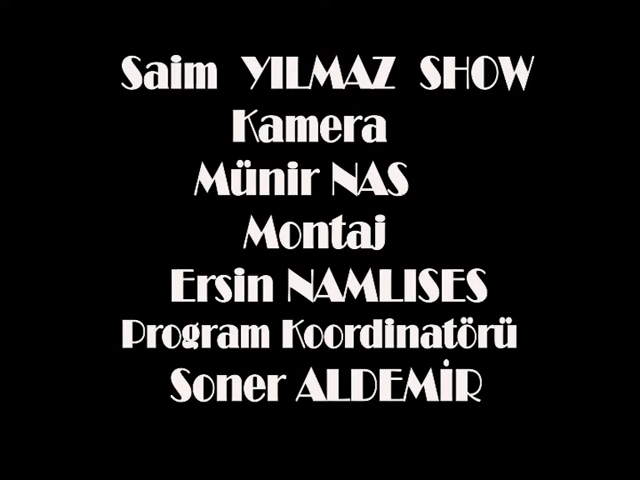 Saim YILMAZ SHOW
Kamera
Münir NAS
Montaj
Ersin NAMLISES
Program Koordinatörü
Soner ALDEMİR